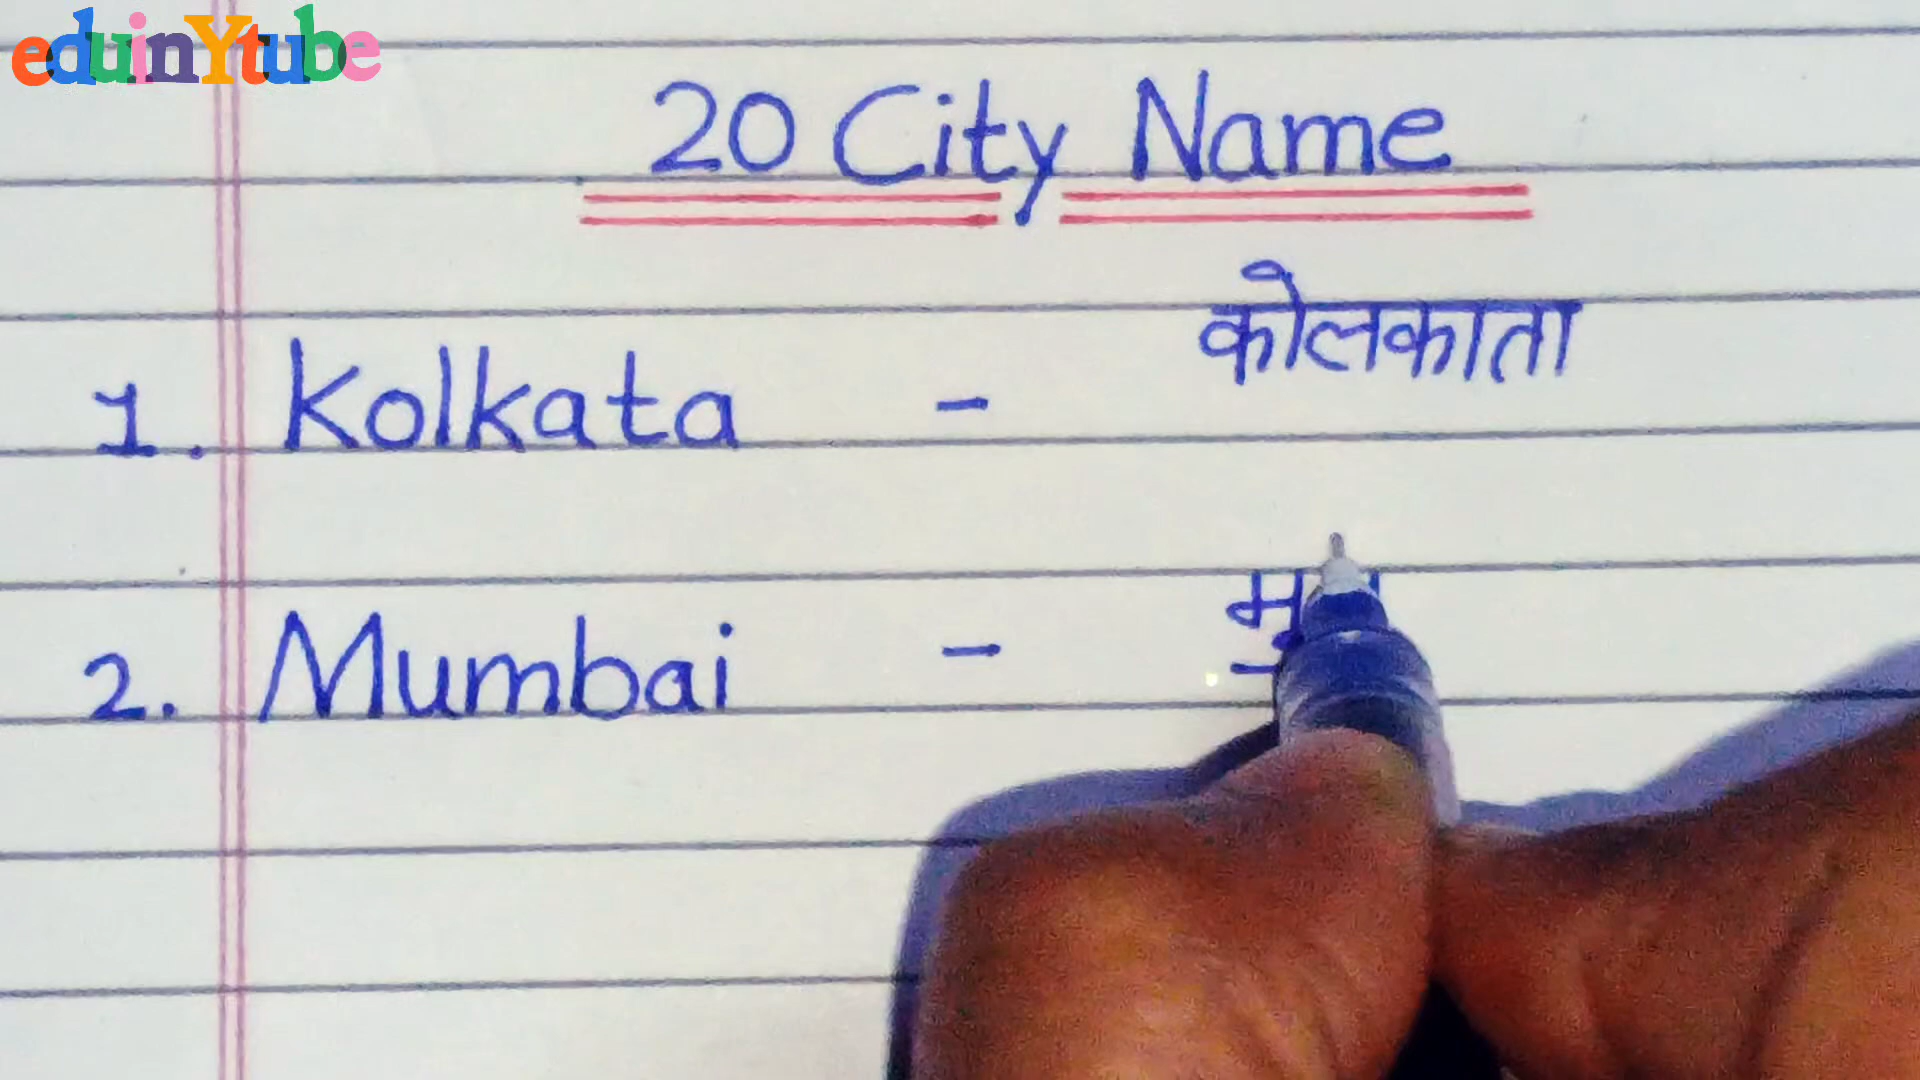 eduinYtube
20 City Name
1. Kolkata - कोलकाता
2. Mumbai -